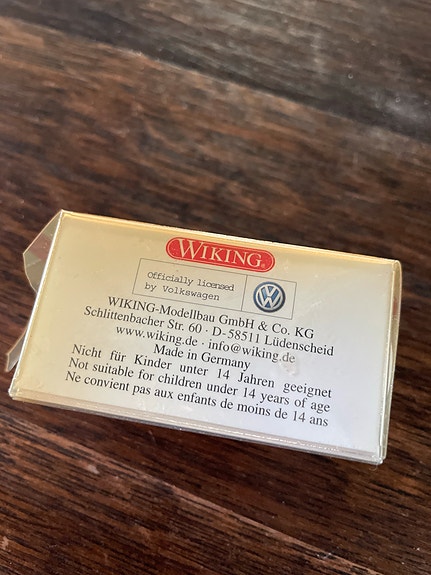 WIKING®
Officially licensed
by Volkswagen
WIKING-Modellbau GmbH & Co. KG
Schlittenbacher Str. 60 · D-58511 Lüdenscheid
www.wiking.de · info@wiking.de
Made in Germany
Nicht für Kinder unter 14 Jahren geeignet
Not suitable for children under 14 years of age
Ne convient pas aux enfants de moins de 14 ans